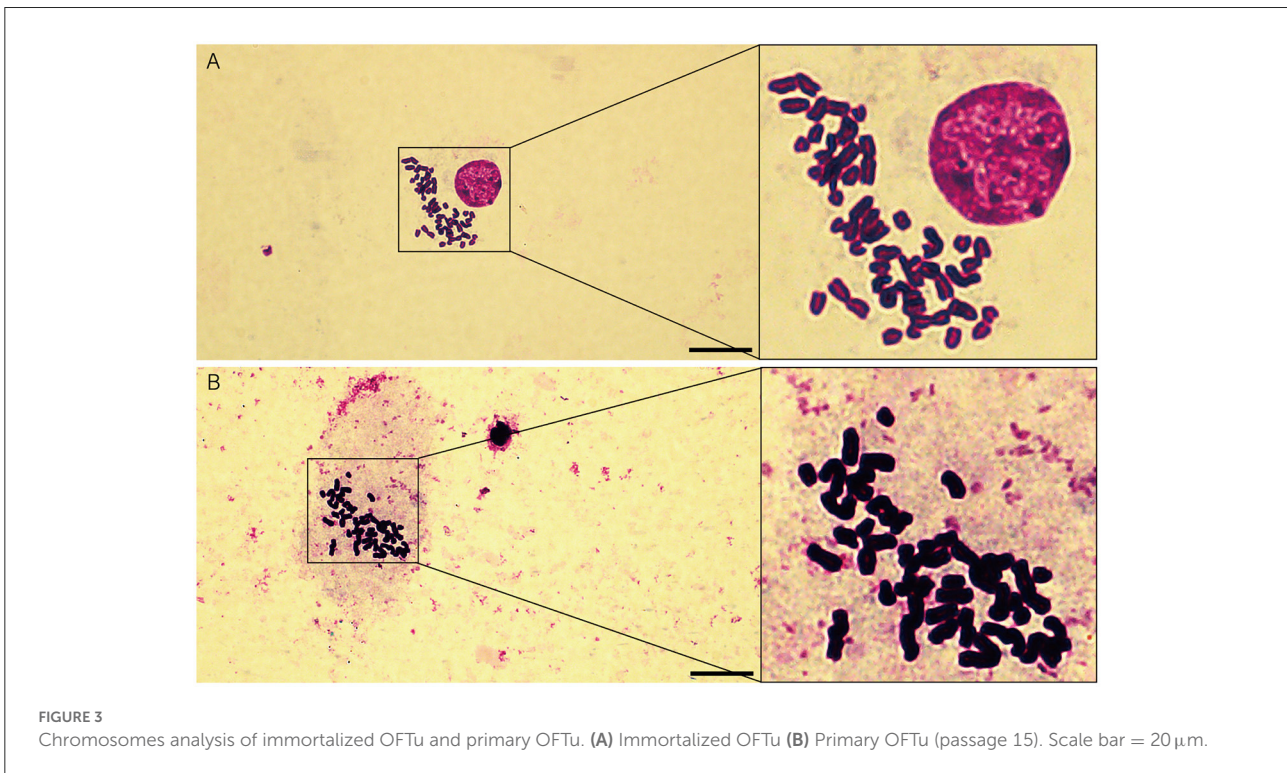 A
B
FIGURE 3
Chromosomes analysis of immortalized OFTu and primary OFTu. (A) Immortalized OFTu (B) Primary OFTu (passage 15). Scale bar = 20 μm.